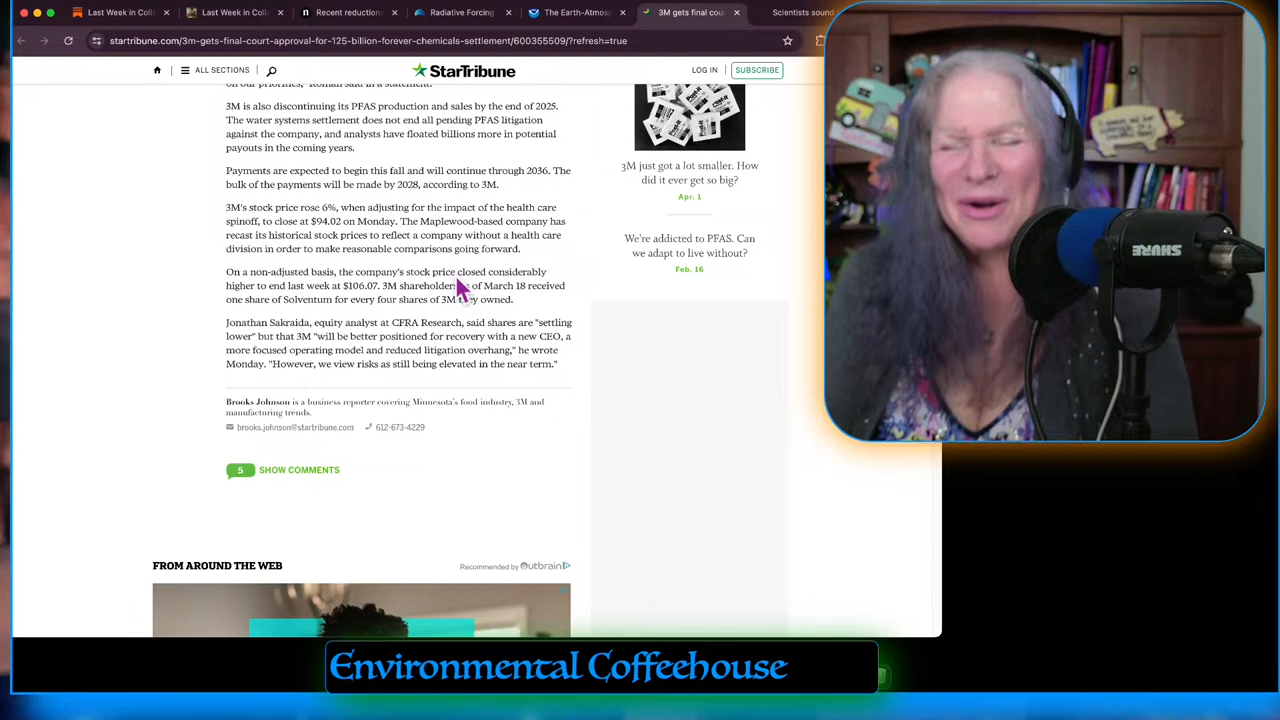 Last Week in Colla
Last Week in Colla
Recent reductions
Radiative Forcing
The Earth-Atmosp
3M gets final cour
Scientists sound
startribune.com/3m-gets-final-court-approval-for-125-billion-forever-chemicals-settlement/600355509/?refresh=true
ALL SECTIONS
StarTribune
LOG IN
SUBSCRIBE
on our priorities," Roman said in a statement.
3M is also discontinuing its PFAS production and sales by the end of 2025.
The water systems settlement does not end all pending PFAS litigation
against the company, and analysts have floated billions more in potential
payouts in the coming years.
Payments are expected to begin this fall and will continue through 2036. The
bulk of the payments will be made by 2028, according to 3M.
3M's stock price rose 6%, when adjusting for the impact of the health care
spinoff, to close at $94.02 on Monday. The Maplewood-based company has
recast its historical stock prices to reflect a company without a health care
division in order to make reasonable comparisons going forward.
On a non-adjusted basis, the company's stock price closed considerably
higher to end last week at $106.07. 3M shareholders of March 18 received
one share of Solventum for every four shares of 3M they owned.
Jonathan Sakraida, equity analyst at CFRA Research, said shares are "settling
lower" but that 3M "will be better positioned for recovery with a new CEO, a
more focused operating model and reduced litigation overhang," he wrote
Monday. "However, we view risks as still being elevated in the near term."
Brooks Johnson is a business reporter covering Minnesota's food industry, 3M and
manufacturing trends.
brooks.johnson@startribune.com 612-673-4229
5 SHOW COMMENTS
FROM AROUND THE WEB
Recommended by Outbrain
3M just got a lot smaller. How
did it ever get so big?
Apr. 1
We're addicted to PFAS. Can
we adapt to live without?
Feb. 16
SHURE
Environmental Coffeehouse